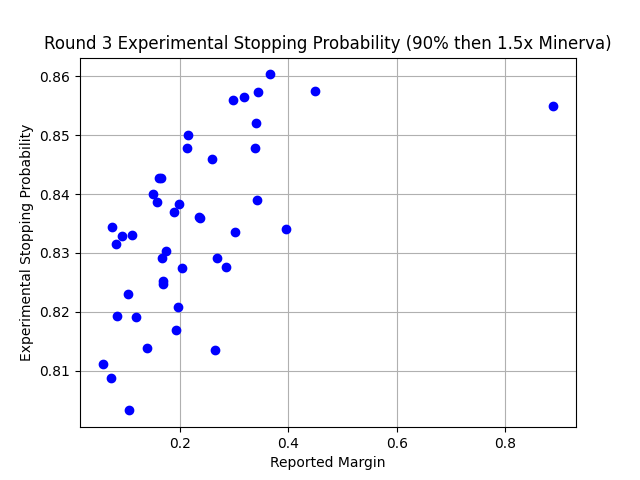 Round 3 Experimental Stopping Probability (90% then 1.5x Minerva)
0.86
0.85
0.84
0.83
0.82
0.81
Experimental Stopping Probability
0.2 0.4 0.6 0.8
Reported Margin